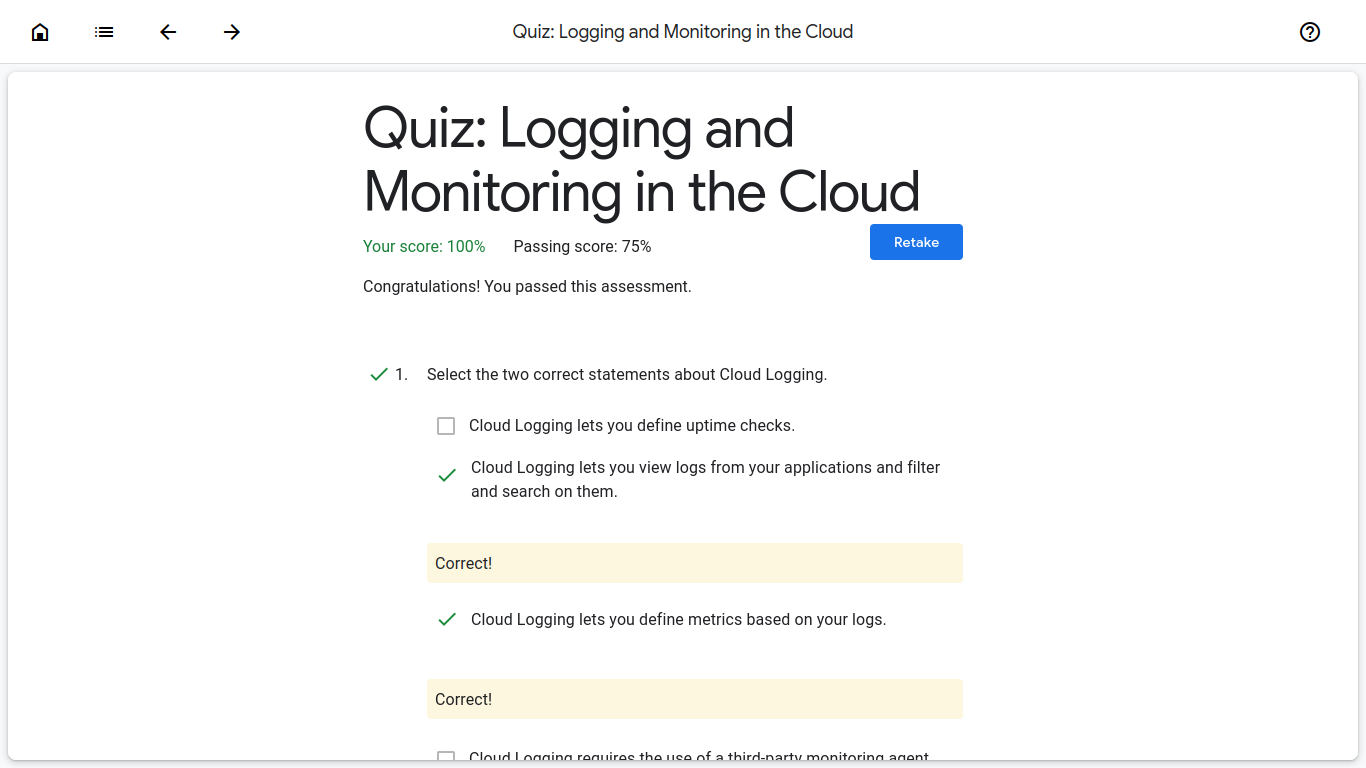 Quiz: Logging and Monitoring in the Cloud
Quiz: Logging and
Monitoring in the Cloud
Your score: 100% Passing score: 75%
Retake
Congratulations! You passed this assessment.
1. Select the two correct statements about Cloud Logging.
Cloud Logging lets you define uptime checks.
Cloud Logging lets you view logs from your applications and filter
and search on them.
Correct!
Cloud Logging lets you define metrics based on your logs.
Correct!
Cloud Logging requires the use of a third-party monitoring agent